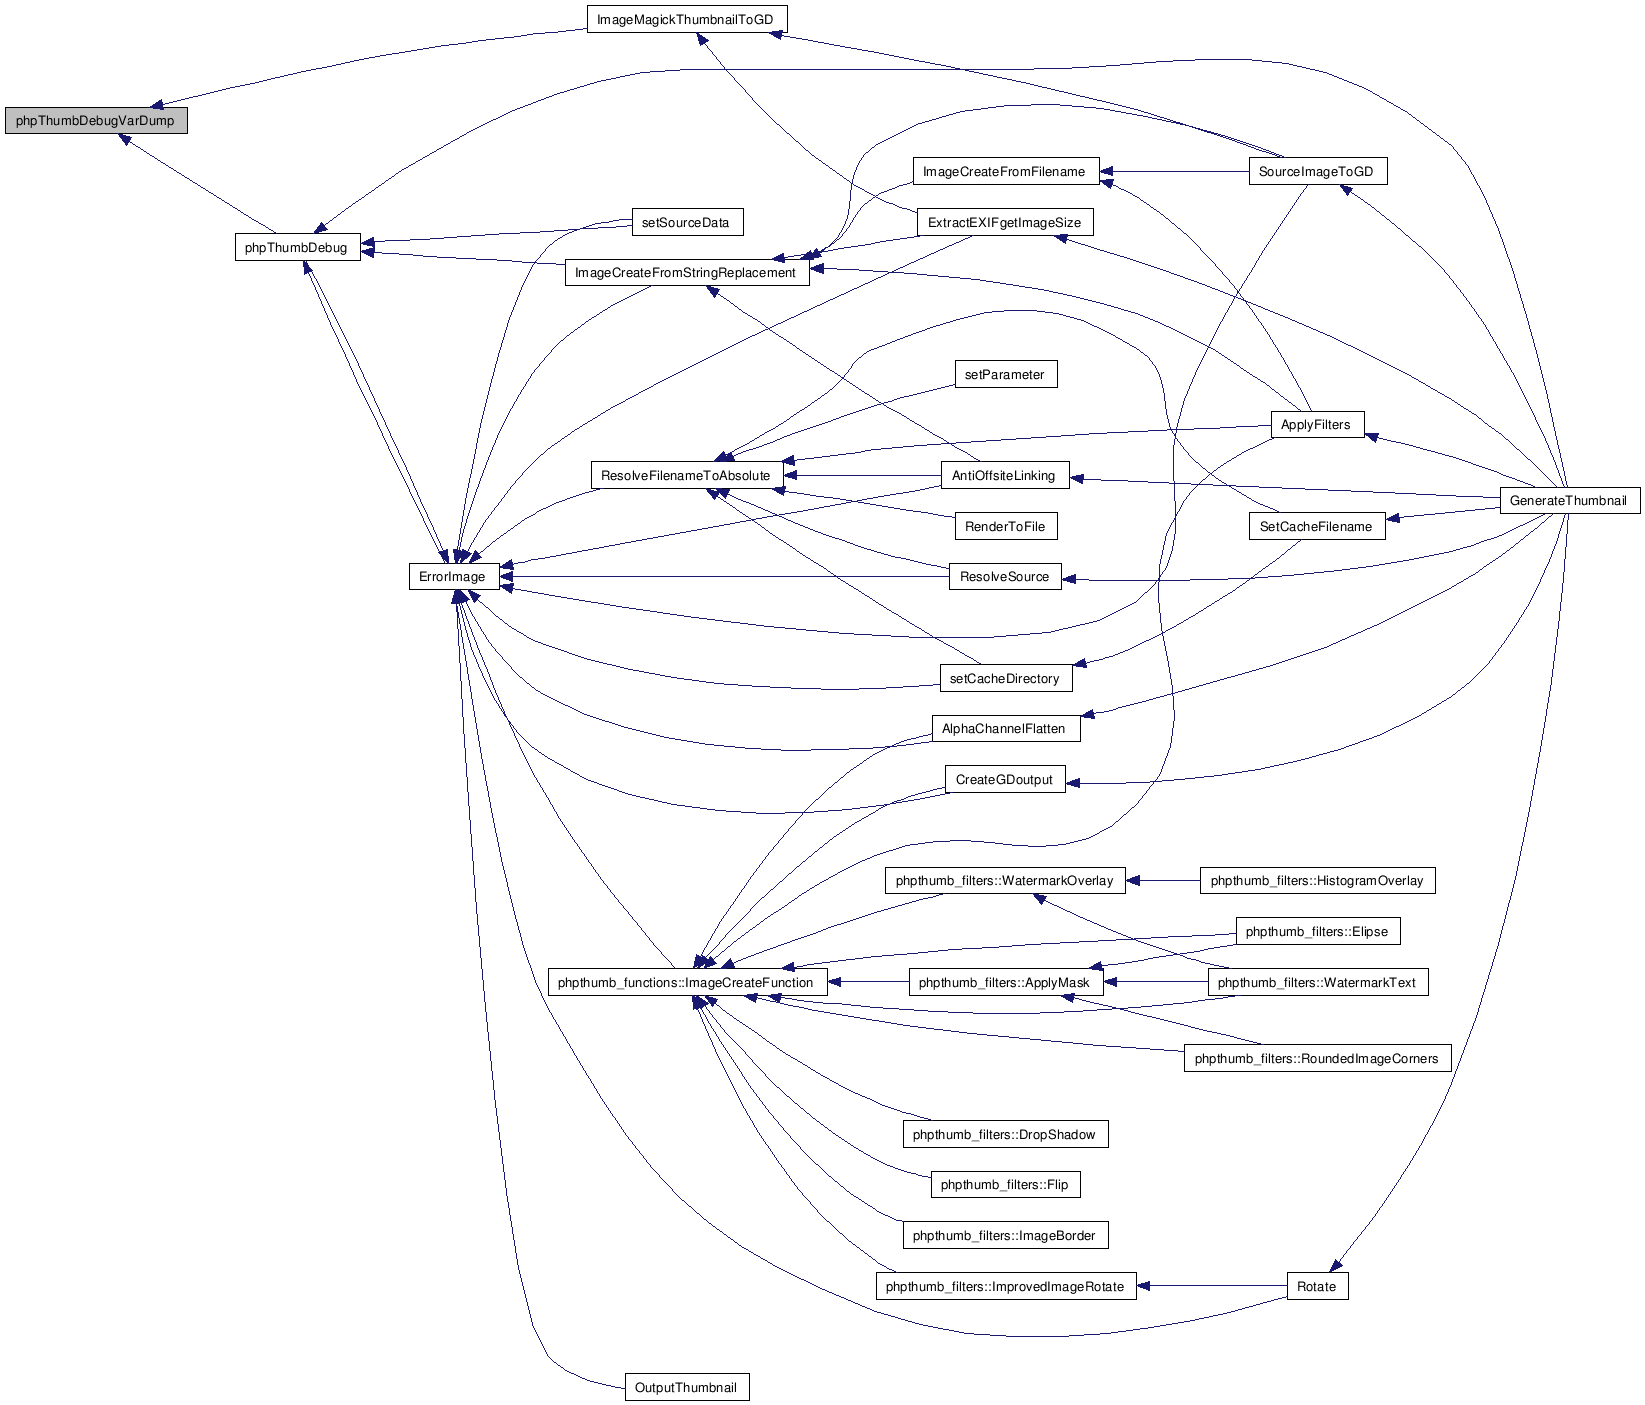 ImageMagickThumbnailToGD
phpThumbDebugVarDump
ImageCreateFromFilename
SourceImageToGD
setSourceData
ExtractEXIFgetImageSize
phpThumbDebug
ImageCreateFromStringReplacement
setParameter
ApplyFilters
ResolveFilenameToAbsolute
AntiOffsiteLinking
GenerateThumbnail
RenderToFile
SetCacheFilename
ErrorImage
ResolveSource
setCacheDirectory
AlphaChannelFlatten
CreateGDoutput
phpthumb_filters::WatermarkOverlay
phpthumb_filters::HistogramOverlay
phpthumb_filters::Elipse
phpthumb_functions::ImageCreateFunction
phpthumb_filters::ApplyMask
phpthumb_filters::WatermarkText
phpthumb_filters::RoundedImageCorners
phpthumb_filters::DropShadow
phpthumb_filters::Flip
phpthumb_filters::ImageBorder
phpthumb_filters::ImprovedImageRotate
Rotate
OutputThumbnail